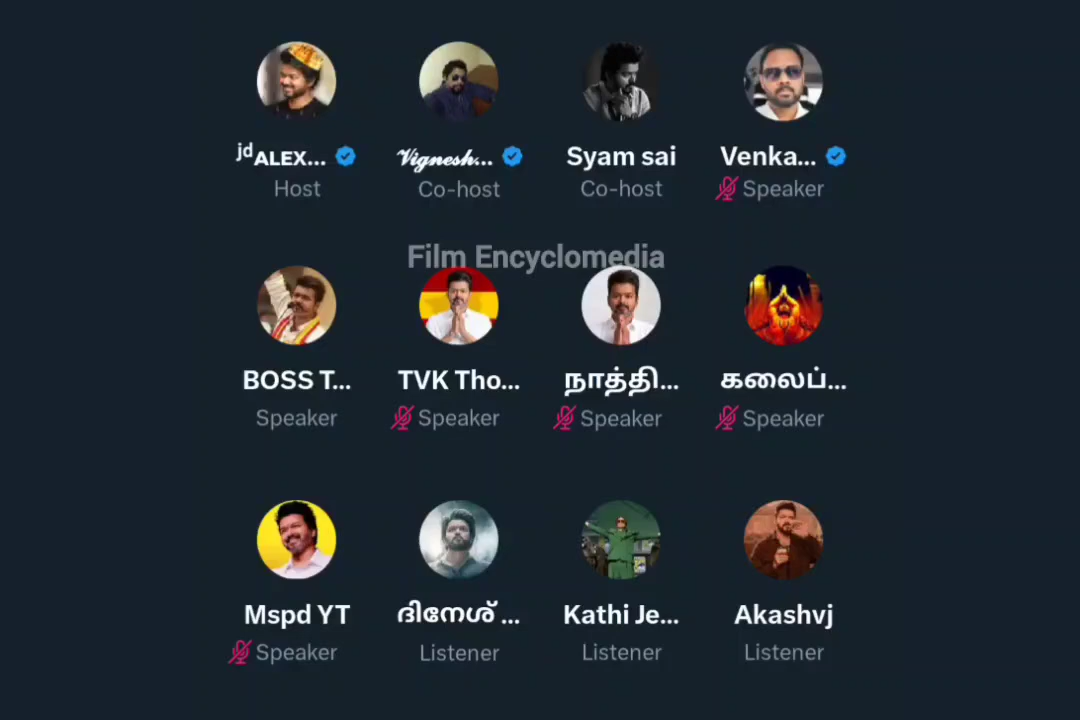 ʲᵈALEX... 𝓥𝓲𝓰𝓷𝓮𝓼𝓱... Syam sai Venka...
Host Co-host Co-host Speaker
Film Encyclomedia
BOSS T... TVK Tho... நாத்தி... கலைப்...
Speaker Speaker Speaker Speaker
Mspd YT ദിനേശ് ... Kathi Je... Akashvj
Speaker Listener Listener Listener